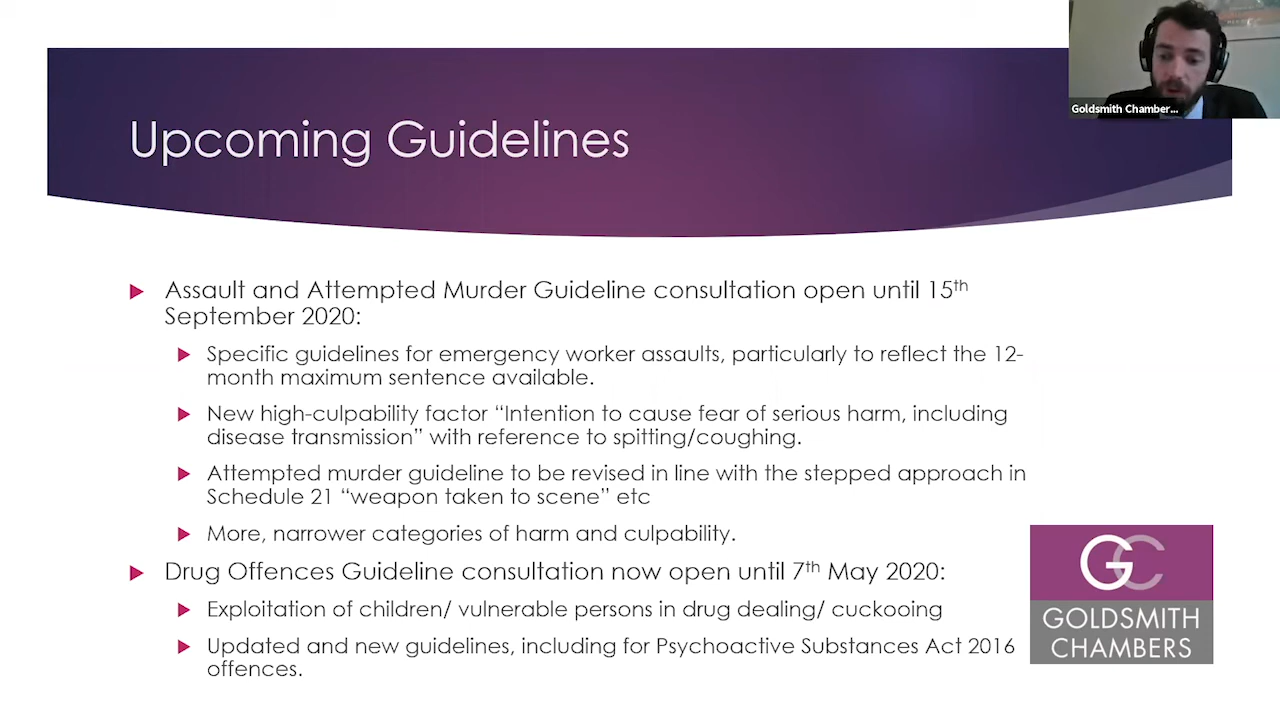 Goldsmith Chamber...
Upcoming Guidelines
Assault and Attempted Murder Guideline consultation open until 15th
September 2020:
Specific guidelines for emergency worker assaults, particularly to reflect the 12-
month maximum sentence available.
New high-culpability factor “Intention to cause fear of serious harm, including
disease transmission” with reference to spitting/coughing.
Attempted murder guideline to be revised in line with the stepped approach in
Schedule 21 “weapon taken to scene” etc
More, narrower categories of harm and culpability.
Drug Offences Guideline consultation now open until 7th May 2020:
Exploitation of children/ vulnerable persons in drug dealing/ cuckooing
Updated and new guidelines, including for Psychoactive Substances Act 2016
offences.
GC
GOLDSMITH
CHAMBERS